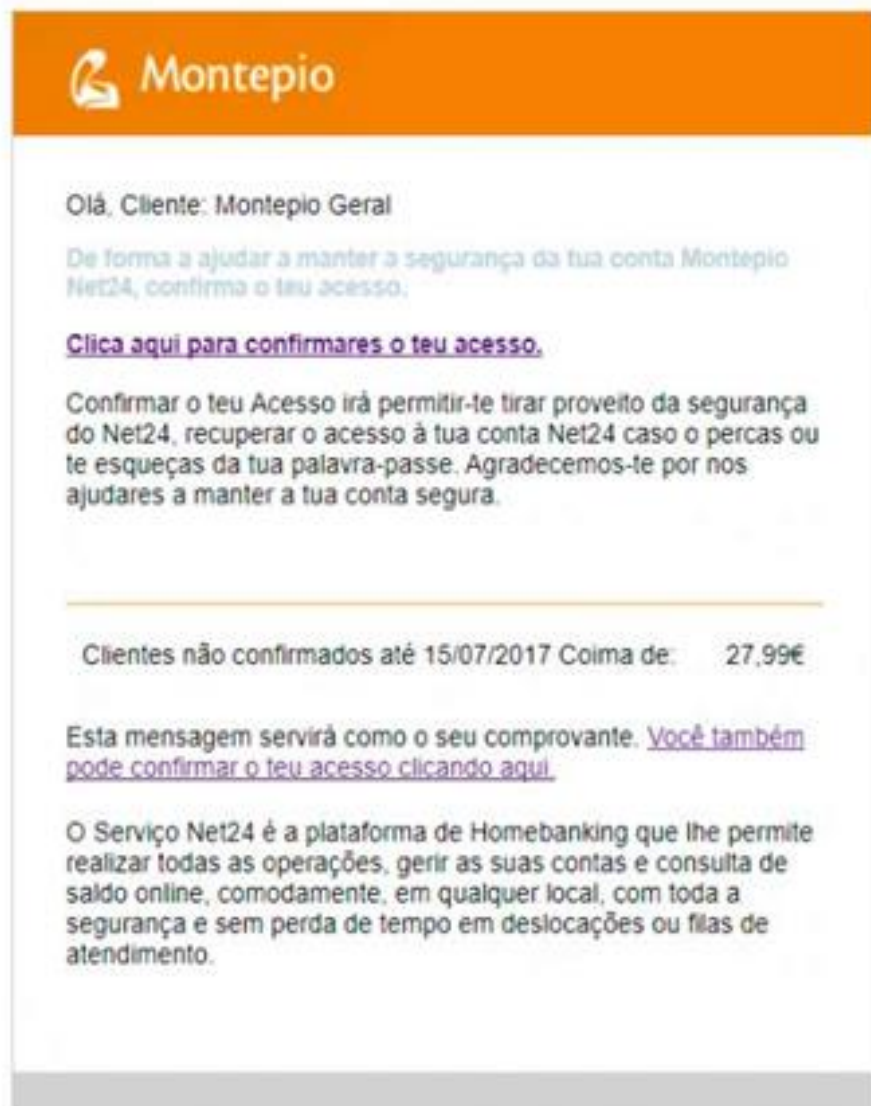 Montepio
Olá, Cliente: Montepio Geral
De forma a ajudar a manter a segurança da tua conta Montepio
Net24, confirma o teu acesso.
Clica aqui para confirmares o teu acesso.
Confirmar o teu Acesso irá permitir-te tirar proveito da segurança
do Net24, recuperar o acesso à tua conta Net24 caso o percas ou
te esqueças da tua palavra-passe. Agradecemos-te por nos
ajudares a manter a tua conta segura.
Clientes não confirmados até 15/07/2017 Coima de: 27,99€
Esta mensagem servirá como o seu comprovante. Você também
pode confirmar o teu acesso clicando aqui.
O Serviço Net24 é a plataforma de Homebanking que lhe permite
realizar todas as operações, gerir as suas contas e consulta de
saldo online, comodamente, em qualquer local, com toda a
segurança e sem perda de tempo em deslocações ou filas de
atendimento.